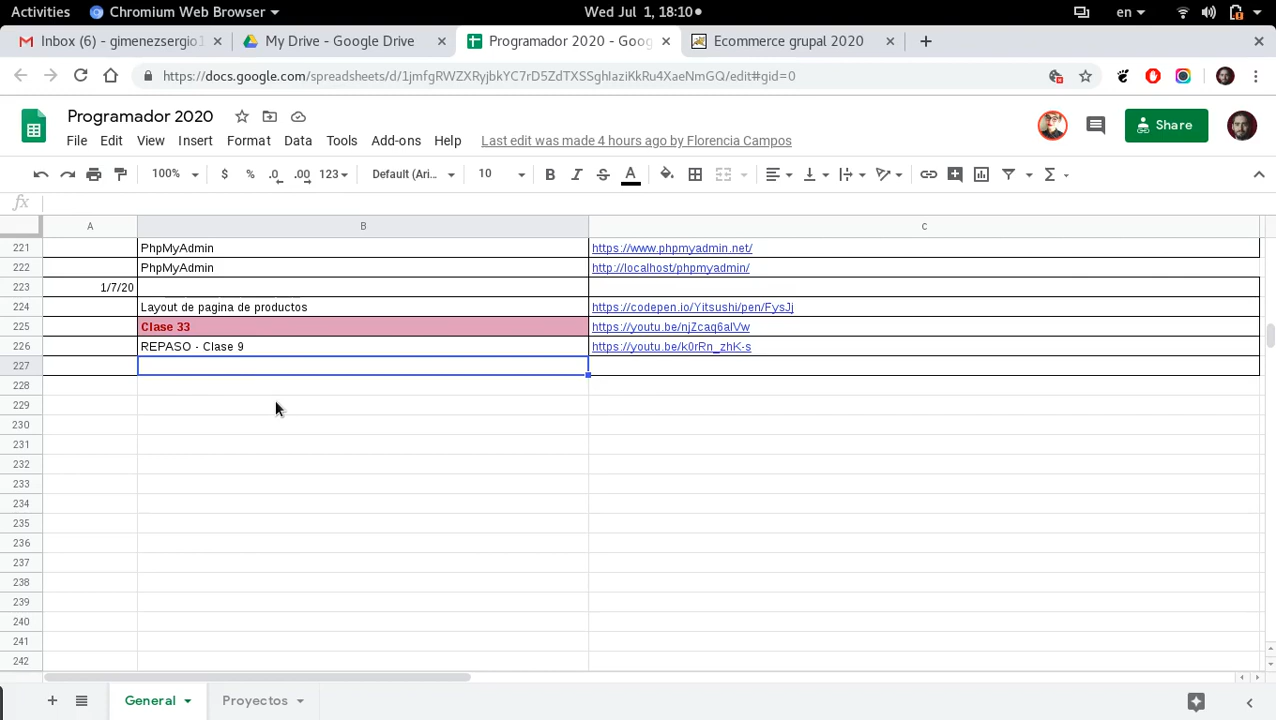 Activities Chromium Web Browser Wed Jul 1, 18:10 en
Inbox (6) - gimenezsergio1 My Drive - Google Drive Programador 2020 - Goog Ecommerce grupal 2020
https://docs.google.com/spreadsheets/d/1jmfgRWZXRyjbkYC7rD5ZdTXSSghIaziKkRu4XaeNmGQ/edit#gid=0
Programador 2020
Share
File Edit View Insert Format Data Tools Add-ons Help Last edit was made 4 hours ago by Florencia Campos
100% $ % .0 .00 123 Default (Ari... 10 B I S A
fx
A B C
221 PhpMyAdmin https://www.phpmyadmin.net/
222 PhpMyAdmin http://localhost/phpmyadmin/
223 1/7/20
224 Layout de pagina de productos https://codepen.io/Yitsushi/pen/FysJj
225 Clase 33 https://youtu.be/njZcaq6alVw
226 REPASO - Clase 9 https://youtu.be/k0rRn_zhK-s
227
228
229
230
231
232
233
234
235
236
237
238
239
240
241
242
General Proyectos